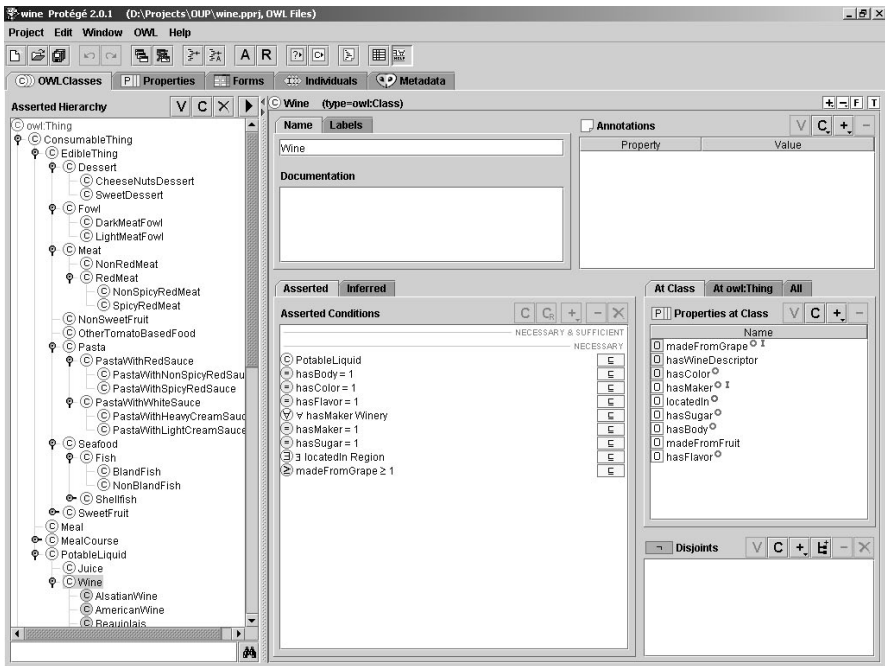 wine Protégé 2.0.1 (D:\Projects\OUP\wine.pprj, OWL Files)
Project Edit Window OWL Help
A R
OWLClasses Properties Forms Individuals Metadata
Asserted Hierarchy V C
C owl:Thing
C ConsumableThing
C EdibleThing
C Dessert
C CheeseNutsDessert
C SweetDessert
C Fowl
C DarkMeatFowl
C LightMeatFowl
C Meat
C NonRedMeat
C RedMeat
C NonSpicyRedMeat
C SpicyRedMeat
C NonSweetFruit
C OtherTomatoBasedFood
C Pasta
C PastaWithRedSauce
C PastaWithNonSpicyRedSau
C PastaWithSpicyRedSauce
C PastaWithWhiteSauce
C PastaWithHeavyCreamSauc
C PastaWithLightCreamSauce
C Seafood
C Fish
C BlandFish
C NonBlandFish
C Shellfish
C SweetFruit
C Meal
C MealCourse
C PotableLiquid
C Juice
C Wine
C AlsatianWine
C AmericanWine
C Beaujolais
C Wine (type=owl:Class) + - F T
Name Labels
Wine
Documentation
Annotations V C + -
Property Value
Asserted Inferred
Asserted Conditions C CR + - X
NECESSARY & SUFFICIENT
NECESSARY
C PotableLiquid ⊑
= hasBody = 1 ⊑
= hasColor = 1 ⊑
= hasFlavor = 1 ⊑
∀ ∀ hasMaker Winery ⊑
= hasMaker = 1 ⊑
= hasSugar = 1 ⊑
∃ ∃ locatedIn Region ⊑
≥ madeFromGrape ≥ 1 ⊑
At Class At owl:Thing All
P Properties at Class V C + -
Name
O madeFromGrape
O hasWineDescriptor
O hasColor
O hasMaker
O locatedIn
O hasSugar
O hasBody
O madeFromFruit
O hasFlavor
¬ Disjoints V C + - X